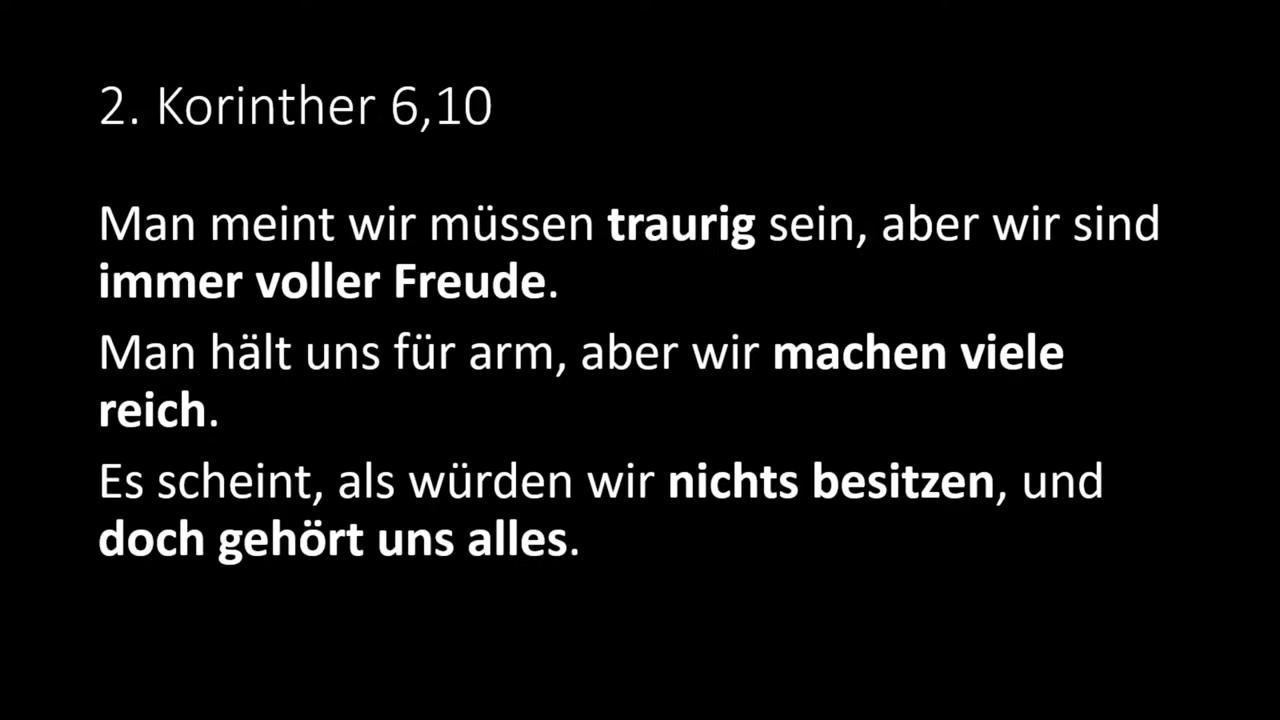 2. Korinther 6,10
Man meint wir müssen traurig sein, aber wir sind
immer voller Freude.
Man hält uns für arm, aber wir machen viele
reich.
Es scheint, als würden wir nichts besitzen, und
doch gehört uns alles.